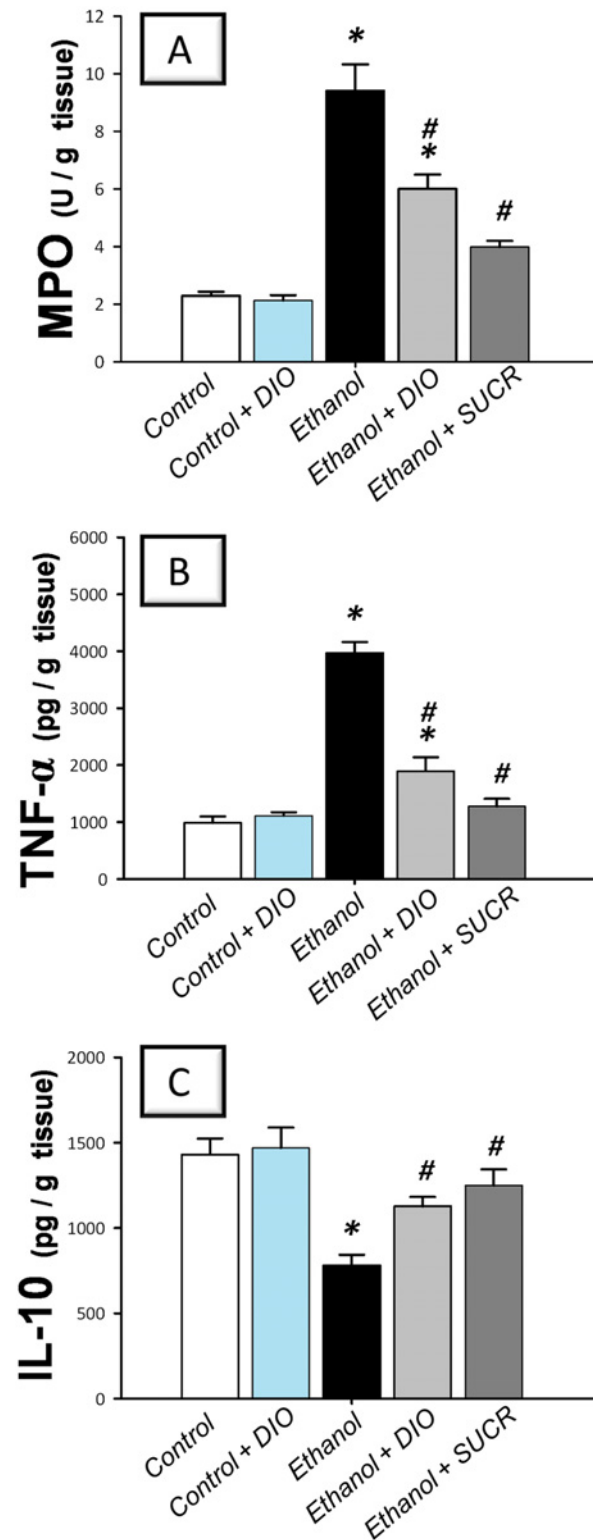 A
MPO (U / g tissue)
12
10
8
6
4
2
0
*
#
*
#
Control
Control + DIO
Ethanol
Ethanol + DIO
Ethanol + SUCR
B
TNF-α (pg / g tissue)
6000
5000
4000
3000
2000
1000
0
*
#
*
#
Control
Control + DIO
Ethanol
Ethanol + DIO
Ethanol + SUCR
C
IL-10 (pg / g tissue)
2000
1500
1000
500
0
*
#
#
Control
Control + DIO
Ethanol
Ethanol + DIO
Ethanol + SUCR